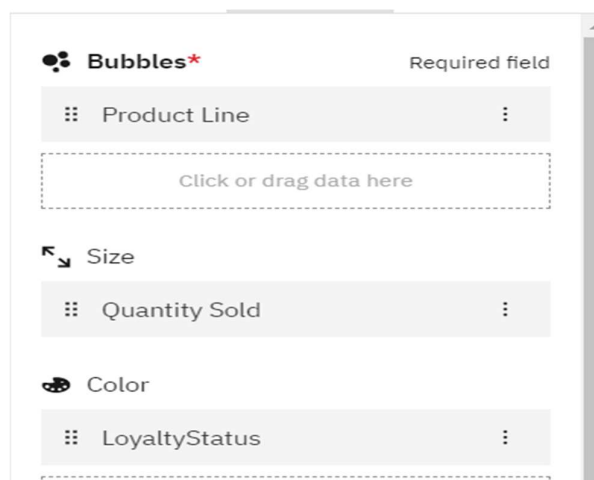 Bubbles* Required field
Product Line
Click or drag data here
Size
Quantity Sold
Color
LoyaltyStatus